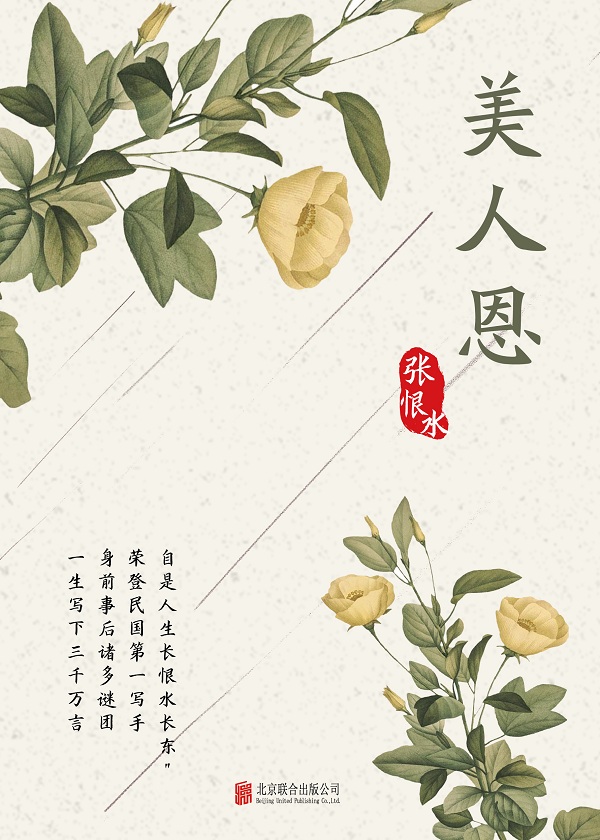 美人恩
张恨水
自是人生长恨水长东"
荣登民国第一写手
身前事后诸多谜团
一生写下三千万言
北京联合出版公司
Beijing United Publishing Co.,Ltd.